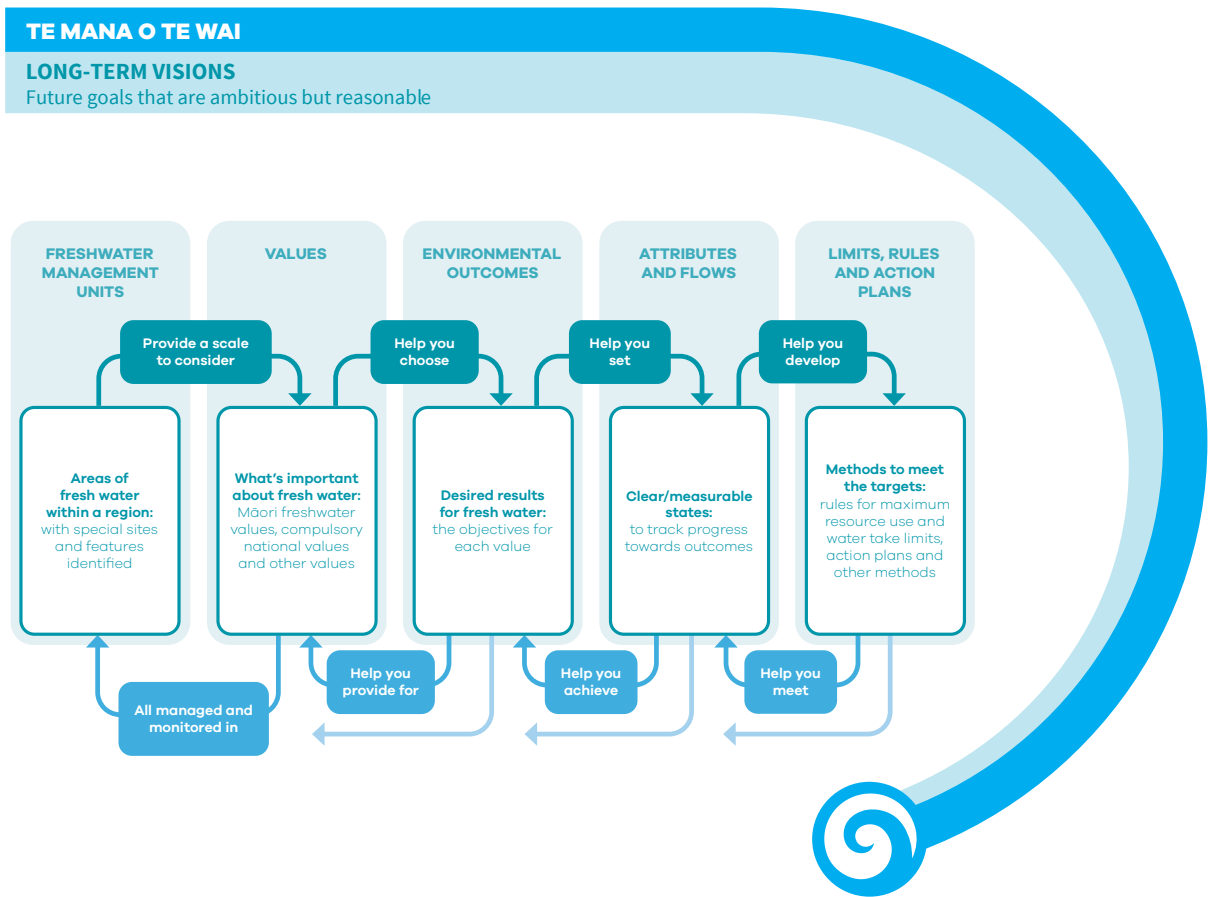 TE MANA O TE WAI
LONG-TERM VISIONS
Future goals that are ambitious but reasonable
FRESHWATER
MANAGEMENT
UNITS
VALUES
ENVIRONMENTAL
OUTCOMES
ATTRIBUTES
AND FLOWS
LIMITS, RULES
AND ACTION
PLANS
Provide a scale
to consider
Help you
choose
Help you
set
Help you
develop
Areas of
fresh water
within a region:
with special sites
and features
identified
What's important
about fresh water:
Māori freshwater
values, compulsory
national values
and other values
Desired results
for fresh water:
the objectives for
each value
Clear/measurable
states:
to track progress
towards outcomes
Methods to meet
the targets:
rules for maximum
resource use and
water take limits,
action plans and
other methods
All managed and
monitored in
Help you
provide for
Help you
achieve
Help you
meet